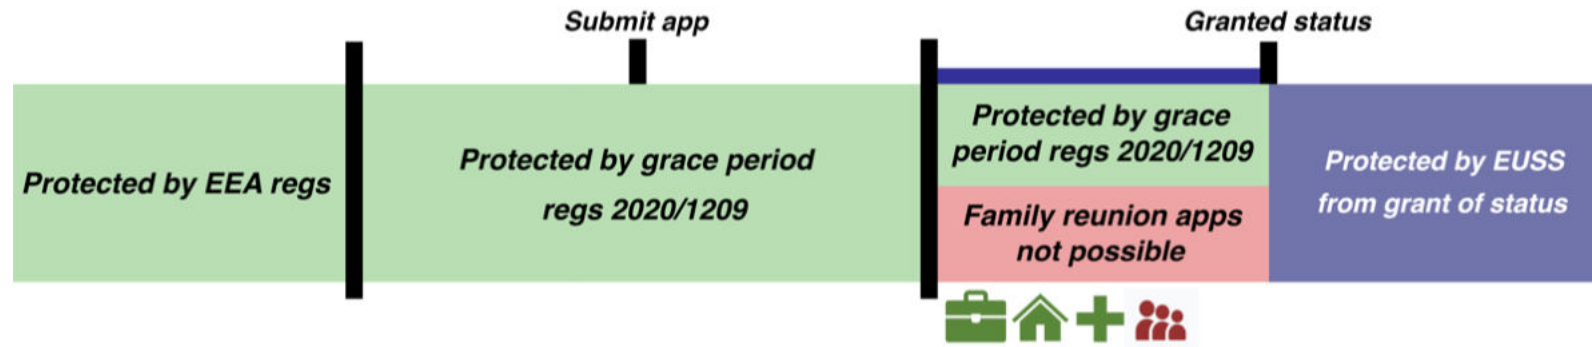 Submit app
Granted status
Protected by EEA regs
Protected by grace period
regs 2020/1209
Protected by grace
period regs 2020/1209
Family reunion apps
not possible
Protected by EUSS
from grant of status